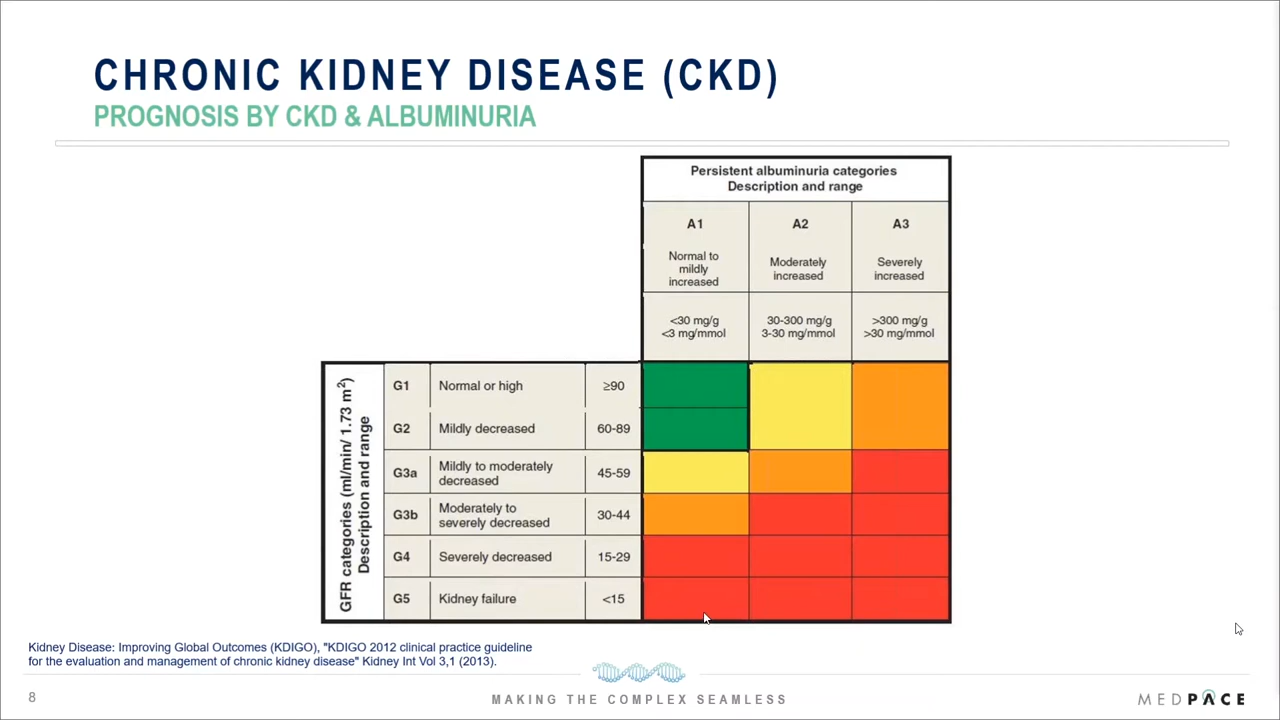 CHRONIC KIDNEY DISEASE (CKD)
PROGNOSIS BY CKD & ALBUMINURIA
Persistent albuminuria categories
Description and range
A1
A2
A3
Normal to
mildly
increased
Moderately
increased
Severely
increased
<30 mg/g
<3 mg/mmol
30-300 mg/g
3-30 mg/mmol
>300 mg/g
>30 mg/mmol
GFR categories (ml/min/ 1.73 m²)
Description and range
G1
Normal or high
≥90
G2
Mildly decreased
60-89
G3a
Mildly to moderately
decreased
45-59
G3b
Moderately to
severely decreased
30-44
G4
Severely decreased
15-29
G5
Kidney failure
<15
Kidney Disease: Improving Global Outcomes (KDIGO), "KDIGO 2012 clinical practice guideline
for the evaluation and management of chronic kidney disease" Kidney Int Vol 3,1 (2013).
8
MAKING THE COMPLEX SEAMLESS
MEDPACE